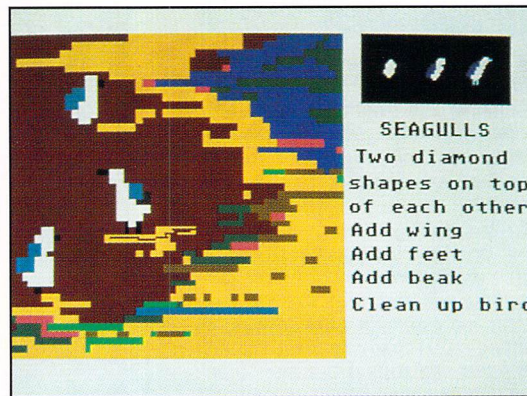 SEAGULLS
Two diamond
shapes on top
of each other
Add wing
Add feet
Add beak
Clean up bird